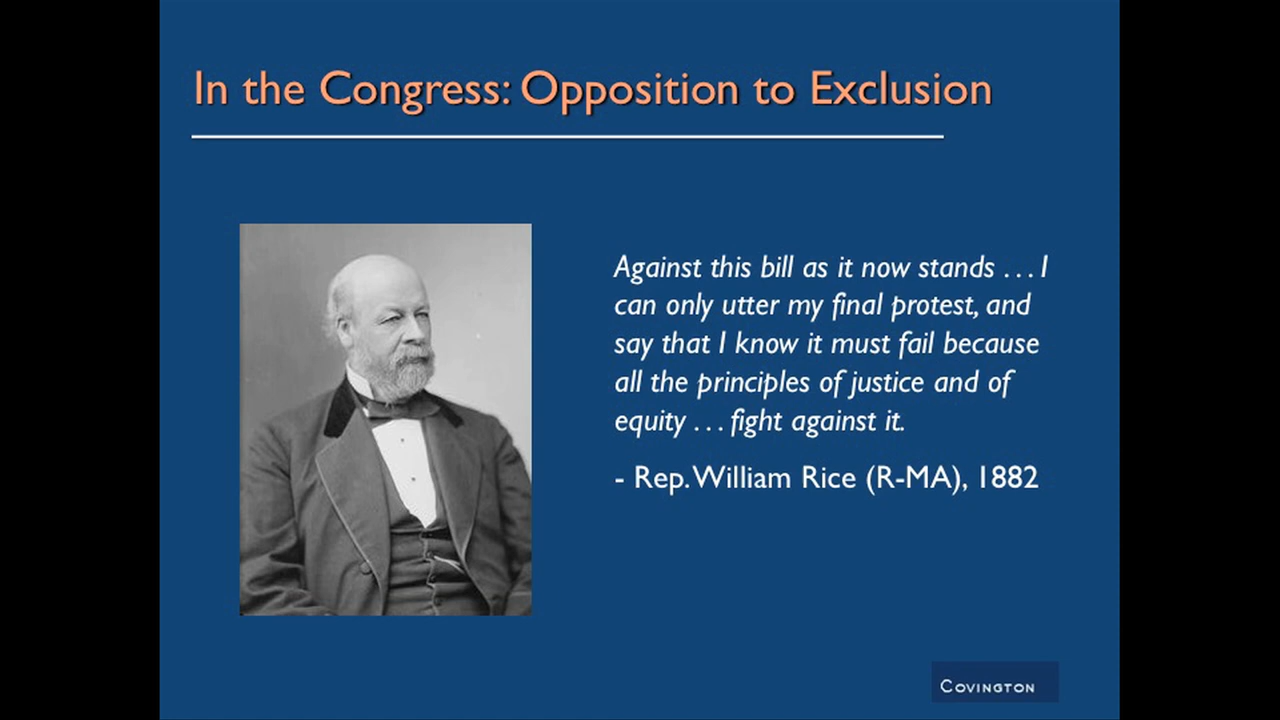 In the Congress: Opposition to Exclusion
Against this bill as it now stands . . . I
can only utter my final protest, and
say that I know it must fail because
all the principles of justice and of
equity . . . fight against it.
- Rep. William Rice (R-MA), 1882
COVINGTON